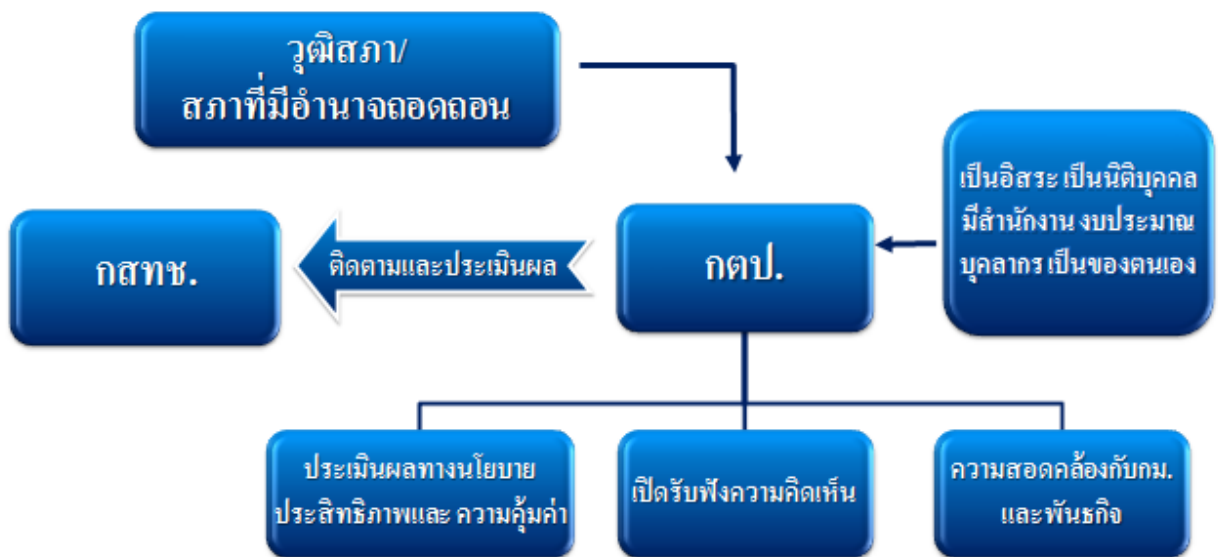 วุฒิสภา/
สภาที่มีอำนาจถอดถอน
เป็นอิสระ เป็นนิติบุคคล
มีสำนักงาน งบประมาณ
บุคลากร เป็นของตนเอง
กสทช.
ติดตามและประเมินผล
กตป.
ประเมินผลทางนโยบาย
ประสิทธิภาพและ ความคุ้มค่า
เปิดรับฟังความคิดเห็น
ความสอดคล้องกับกม.
และพันธกิจ